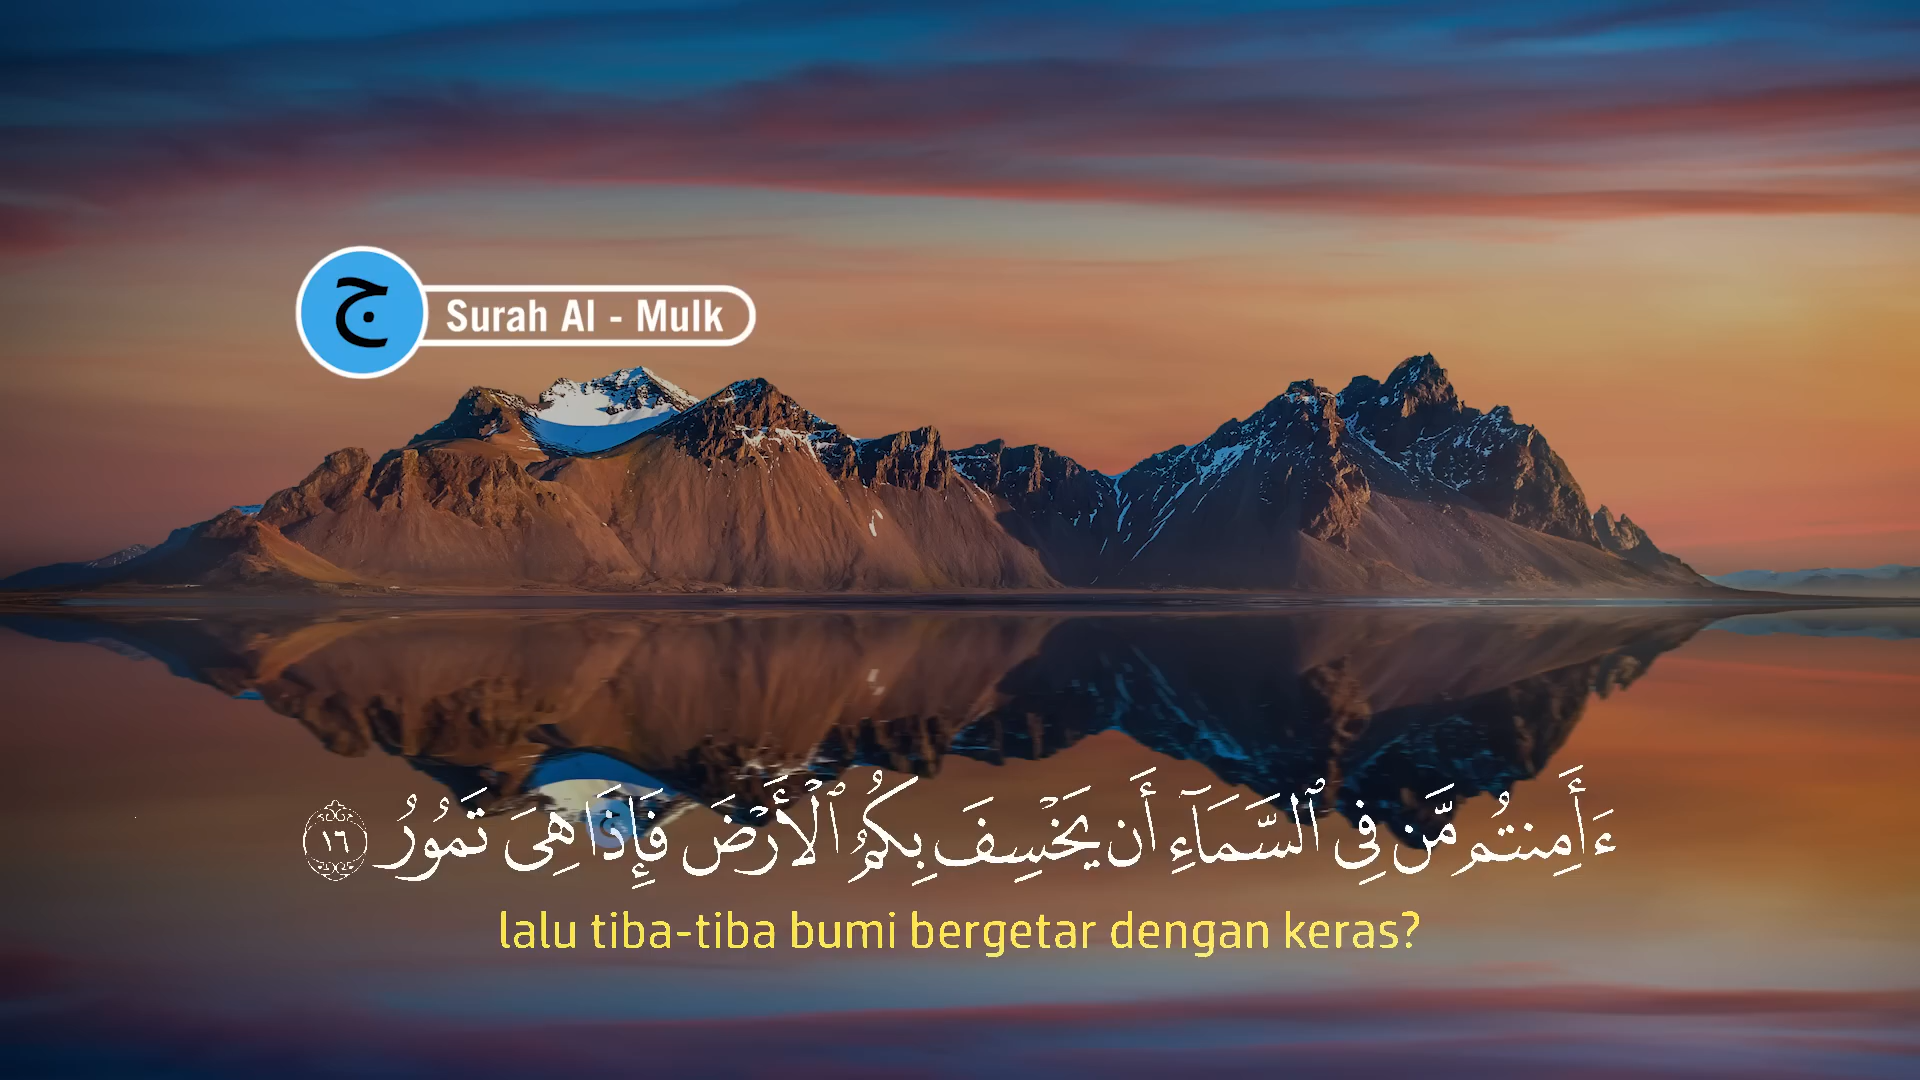 ج
Surah Al - Mulk
ءَأَمِنتُم مَّن فِى ٱلسَّمَآءِ أَن يَخْسِفَ بِكُمُ ٱلْأَرْضَ فَإِذَا هِىَ تَمُورُ ١٦
lalu tiba-tiba bumi bergetar dengan keras?